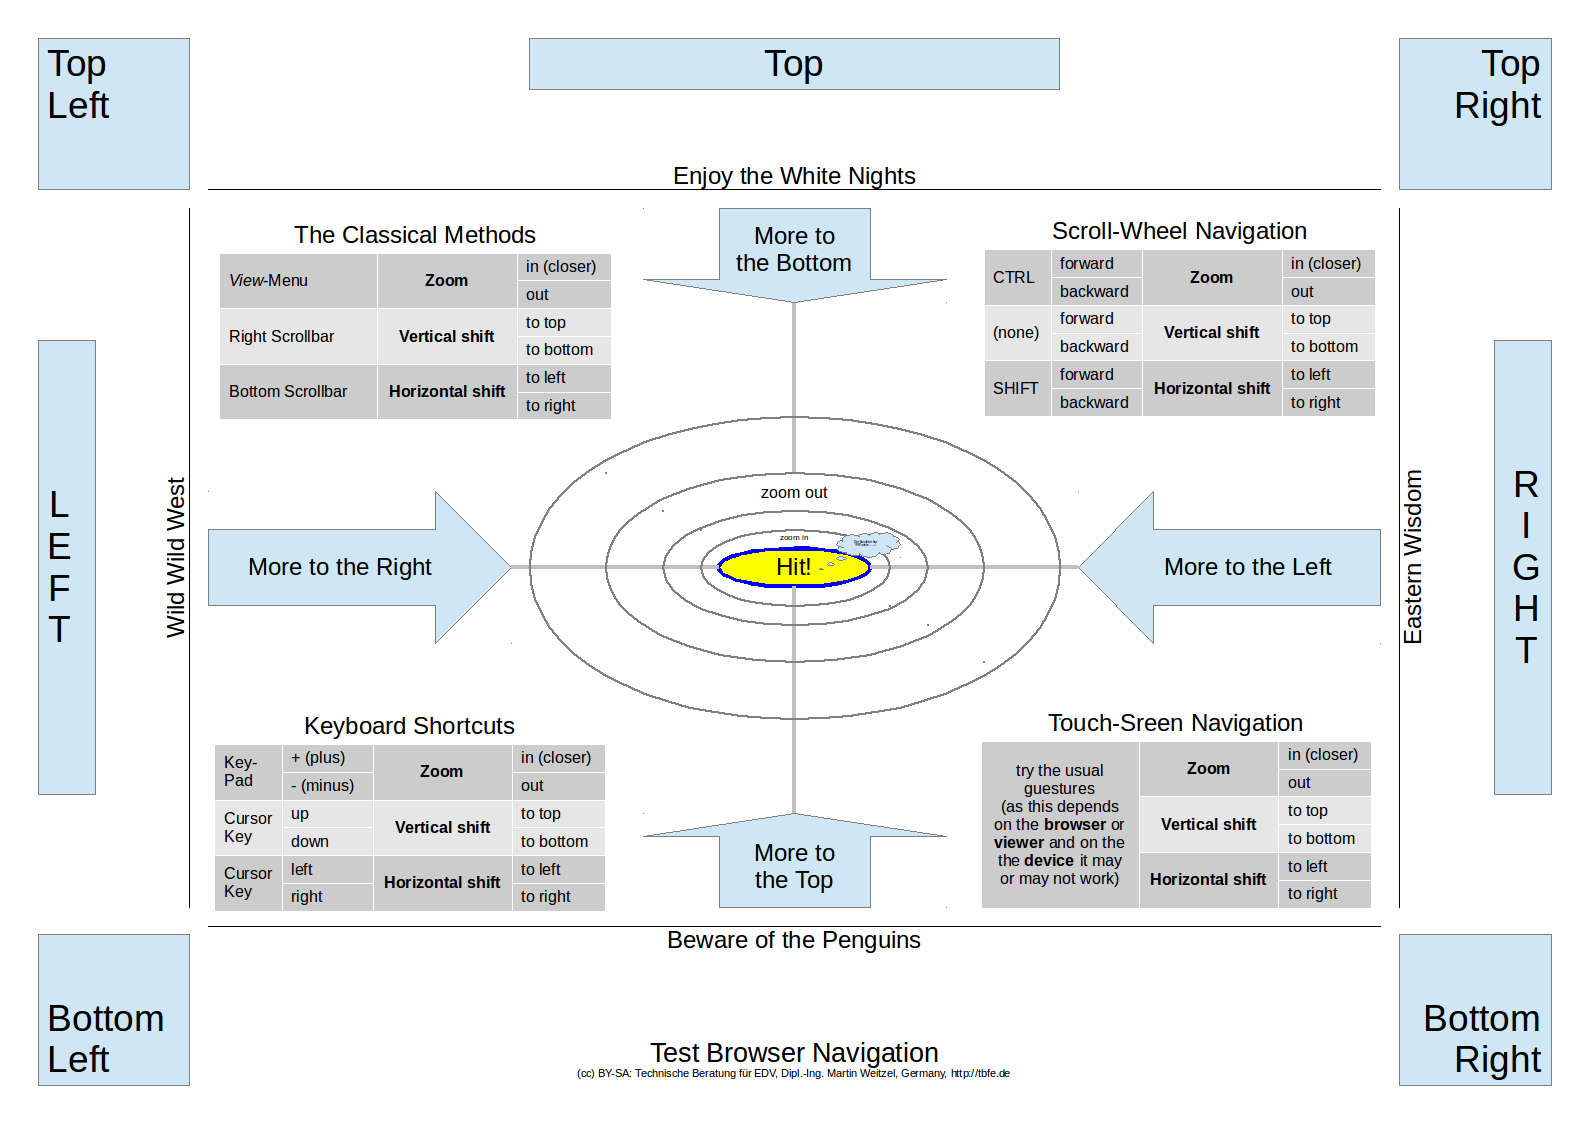 Top
Left
Top
Top
Right
Enjoy the White Nights
The Classical Methods
View-Menu
Zoom
in (closer)
out
Right Scrollbar
Vertical shift
to top
to bottom
Bottom Scrollbar
Horizontal shift
to left
to right
More to
the Bottom
Scroll-Wheel Navigation
CTRL
forward
backward
Zoom
in (closer)
out
(none)
forward
backward
Vertical shift
to top
to bottom
SHIFT
forward
backward
Horizontal shift
to left
to right
L
E
F
T
Wild Wild West
More to the Right
zoom out
zoom in
Hit!
More to the Left
Eastern Wisdom
R
I
G
H
T
Keyboard Shortcuts
Key-
Pad
+ (plus)
- (minus)
Zoom
in (closer)
out
Cursor
Key
up
down
Vertical shift
to top
to bottom
Cursor
Key
left
right
Horizontal shift
to left
to right
More to
the Top
Touch-Sreen Navigation
try the usual
guestures
(as this depends
on the browser or
viewer and on the
the device it may
or may not work)
Zoom
in (closer)
out
Vertical shift
to top
to bottom
Horizontal shift
to left
to right
Beware of the Penguins
Bottom
Left
Test Browser Navigation
(cc) BY-SA: Technische Beratung für EDV, Dipl.-Ing. Martin Weitzel, Germany, http://tbfe.de
Bottom
Right